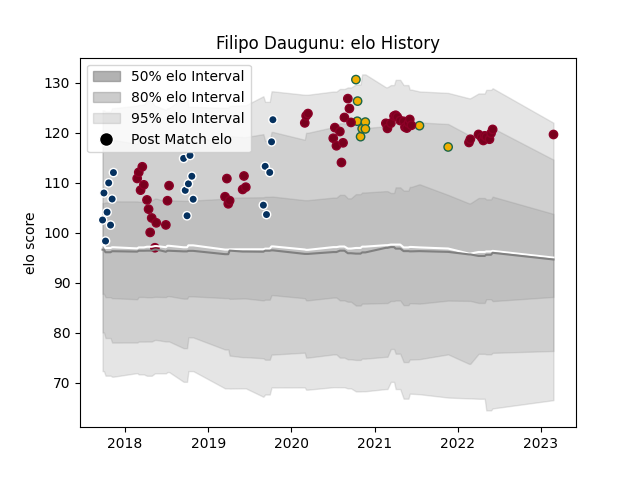 Filipo Daugunu: elo History
50% elo Interval
80% elo Interval
95% elo Interval
Post Match elo
elo score
130
120
110
100
90
80
70
2018
2019
2020
2021
2022
2023